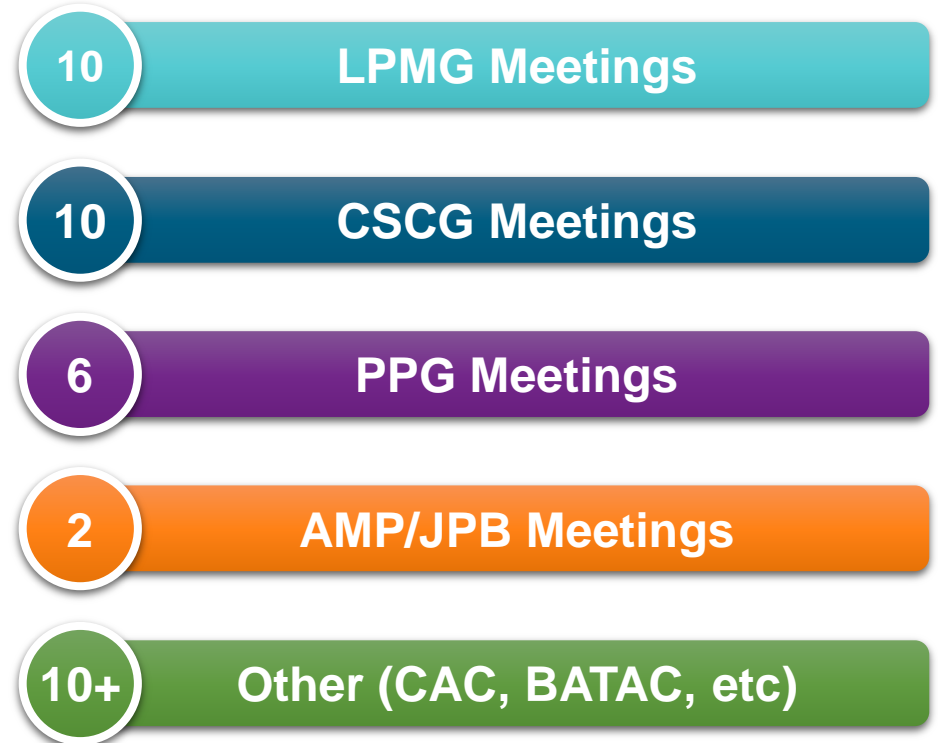 10 LPMG Meetings
10 CSCG Meetings
6 PPG Meetings
2 AMP/JPB Meetings
10+ Other (CAC, BATAC, etc)